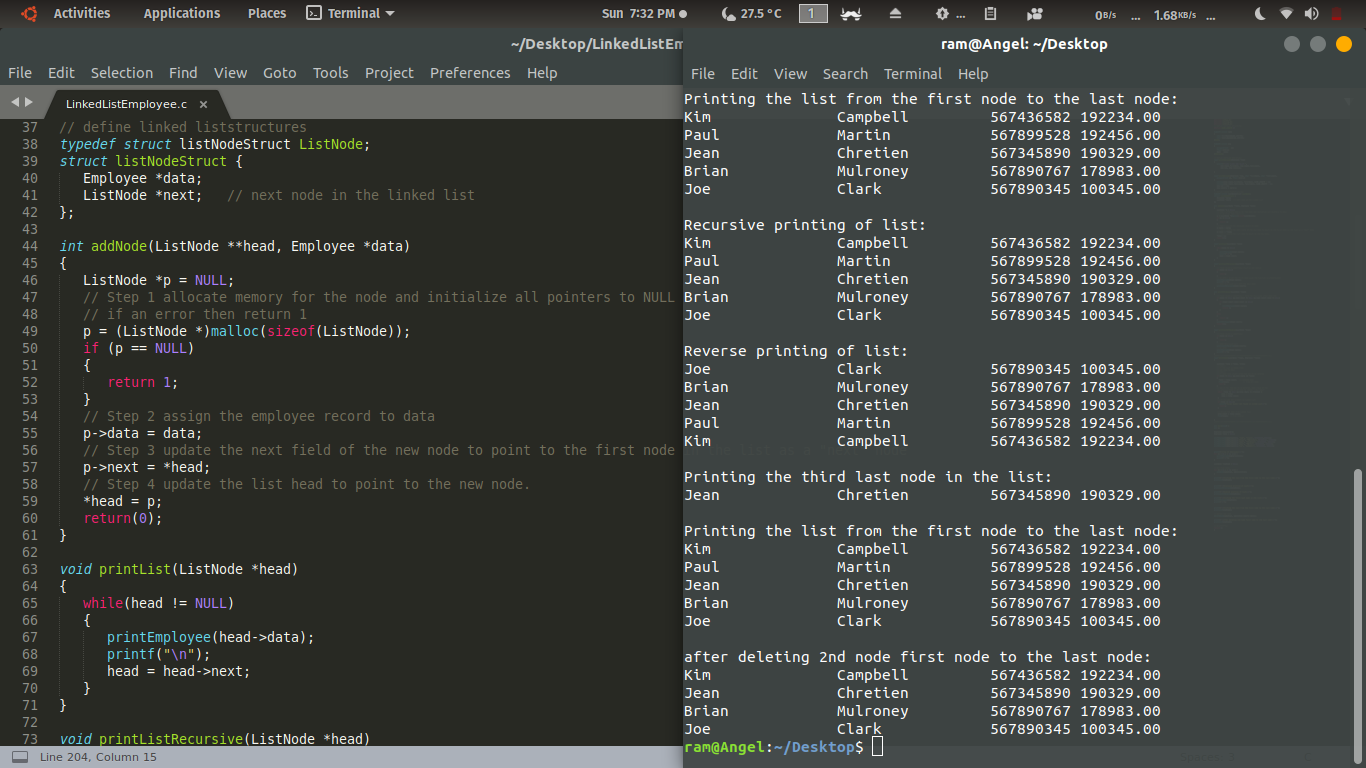 Activities Applications Places Terminal Sun 7:32 PM 27.5 °C 1 ... 0B/s ... 1.68KB/s ...
~/Desktop/LinkedListEm
File Edit Selection Find View Goto Tools Project Preferences Help
LinkedListEmployee.c ×
37 // define linked liststructures
38 typedef struct listNodeStruct ListNode;
39 struct listNodeStruct {
40 Employee *data;
41 ListNode *next; // next node in the linked list
42 };
43
44 int addNode(ListNode **head, Employee *data)
45 {
46 ListNode *p = NULL;
47 // Step 1 allocate memory for the node and initialize all pointers to NULL
48 // if an error then return 1
49 p = (ListNode *)malloc(sizeof(ListNode));
50 if (p == NULL)
51 {
52 return 1;
53 }
54 // Step 2 assign the employee record to data
55 p->data = data;
56 // Step 3 update the next field of the new node to point to the first node
57 p->next = *head;
58 // Step 4 update the list head to point to the new node.
59 *head = p;
60 return(0);
61 }
62
63 void printList(ListNode *head)
64 {
65 while(head != NULL)
66 {
67 printEmployee(head->data);
68 printf("\n");
69 head = head->next;
70 }
71 }
72
73 void printListRecursive(ListNode *head)
Line 204, Column 15
ram@Angel: ~/Desktop
File Edit View Search Terminal Help
Printing the list from the first node to the last node:
Kim Campbell 567436582 192234.00
Paul Martin 567899528 192456.00
Jean Chretien 567345890 190329.00
Brian Mulroney 567890767 178983.00
Joe Clark 567890345 100345.00

Recursive printing of list:
Kim Campbell 567436582 192234.00
Paul Martin 567899528 192456.00
Jean Chretien 567345890 190329.00
Brian Mulroney 567890767 178983.00
Joe Clark 567890345 100345.00

Reverse printing of list:
Joe Clark 567890345 100345.00
Brian Mulroney 567890767 178983.00
Jean Chretien 567345890 190329.00
Paul Martin 567899528 192456.00
Kim Campbell 567436582 192234.00

Printing the third last node in the list:
Jean Chretien 567345890 190329.00

Printing the list from the first node to the last node:
Kim Campbell 567436582 192234.00
Paul Martin 567899528 192456.00
Jean Chretien 567345890 190329.00
Brian Mulroney 567890767 178983.00
Joe Clark 567890345 100345.00

after deleting 2nd node first node to the last node:
Kim Campbell 567436582 192234.00
Jean Chretien 567345890 190329.00
Brian Mulroney 567890767 178983.00
Joe Clark 567890345 100345.00
ram@Angel:~/Desktop$